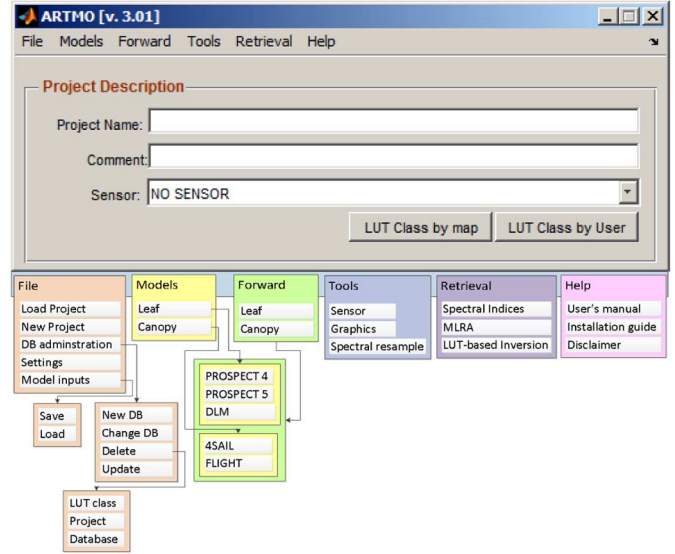 ARTMO [v. 3.01]
File Models Forward Tools Retrieval Help
Project Description
Project Name:
Comment:
Sensor: NO SENSOR
LUT Class by map LUT Class by User
File
Load Project
New Project
DB adminstration
Settings
Model inputs
Save
Load
New DB
Change DB
Delete
Update
LUT class
Project
Database
Models
Leaf
Canopy
Forward
Leaf
Canopy
PROSPECT 4
PROSPECT 5
DLM
4SAIL
FLIGHT
Tools
Sensor
Graphics
Spectral resample
Retrieval
Spectral Indices
MLRA
LUT-based Inversion
Help
User's manual
Installation guide
Disclaimer